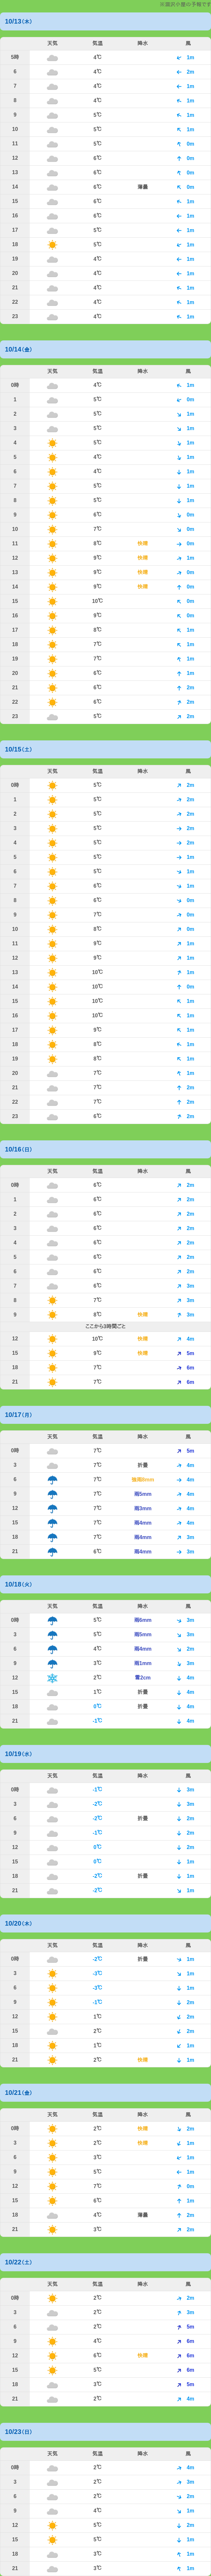 10/13(木)
天気 気温 降水 風
5時 4℃ 1m
6 4℃ 2m
7 4℃ 1m
8 4℃ 1m
9 5℃ 1m
10 5℃ 1m
11 5℃ 0m
12 6℃ 0m
13 6℃ 0m
14 6℃ 薄曇 0m
15 6℃ 1m
16 6℃ 1m
17 5℃ 1m
18 5℃ 1m
19 4℃ 1m
20 4℃ 1m
21 4℃ 1m
22 4℃ 1m
23 4℃ 1m
10/14(金)
天気 気温 降水 風
0時 4℃ 1m
1 5℃ 0m
2 5℃ 1m
3 5℃ 1m
4 5℃ 1m
5 4℃ 1m
6 4℃ 1m
7 5℃ 1m
8 5℃ 1m
9 6℃ 0m
10 7℃ 0m
11 8℃ 快晴 0m
12 9℃ 快晴 1m
13 9℃ 快晴 0m
14 9℃ 快晴 0m
15 10℃ 0m
16 9℃ 0m
17 8℃ 1m
18 7℃ 1m
19 7℃ 1m
20 6℃ 1m
21 6℃ 2m
22 6℃ 2m
23 5℃ 2m
10/15(土)
天気 気温 降水 風
0時 5℃ 2m
1 5℃ 2m
2 5℃ 2m
3 5℃ 2m
4 5℃ 2m
5 5℃ 1m
6 5℃ 1m
7 6℃ 1m
8 6℃ 0m
9 7℃ 0m
10 8℃ 0m
11 9℃ 1m
12 9℃ 1m
13 10℃ 1m
14 10℃ 0m
15 10℃ 1m
16 10℃ 1m
17 9℃ 1m
18 8℃ 1m
19 8℃ 1m
20 7℃ 1m
21 7℃ 2m
22 7℃ 2m
23 6℃ 2m
10/16(日)
天気 気温 降水 風
0時 6℃ 2m
1 6℃ 2m
2 6℃ 2m
3 6℃ 2m
4 6℃ 2m
5 6℃ 2m
6 6℃ 2m
7 6℃ 3m
8 7℃ 3m
9 8℃ 快晴 3m
ここから3時間ごと
12 10℃ 快晴 4m
15 9℃ 快晴 5m
18 7℃ 6m
21 7℃ 6m
10/17(月)
天気 気温 降水 風
0時 7℃ 5m
3 7℃ 折曇 4m
6 7℃ 4m
9 7℃ 雨5mm 4m
12 7℃ 雨3mm 4m
15 7℃ 雨4mm 4m
18 7℃ 雨4mm 3m
21 6℃ 雨4mm 3m
10/18(火)
天気 気温 降水 風
0時 5℃ 雨6mm 3m
3 5℃ 雨5mm 3m
6 4℃ 雨4mm 2m
9 3℃ 雨1mm 3m
12 2℃ 雪2cm 4m
15 1℃ 折曇 4m
18 0℃ 折曇 4m
21 -1℃ 4m
10/19(水)
天気 気温 降水 風
0時 -1℃ 3m
3 -2℃ 3m
6 -2℃ 折曇 2m
9 -1℃ 2m
12 0℃ 2m
15 0℃ 1m
18 -2℃ 折曇 1m
21 -2℃ 1m
10/20(木)
天気 気温 降水 風
0時 -2℃ 折曇 1m
3 -3℃ 1m
6 -3℃ 1m
9 -1℃ 2m
12 1℃ 2m
15 2℃ 2m
18 1℃ 1m
21 2℃ 快晴 1m
10/21(金)
天気 気温 降水 風
0時 2℃ 快晴 2m
3 2℃ 快晴 1m
6 3℃ 1m
9 5℃ 1m
12 7℃ 0m
15 6℃ 1m
18 4℃ 薄曇 2m
21 3℃ 2m
10/22(土)
天気 気温 降水 風
0時 2℃ 2m
3 2℃ 3m
6 2℃ 5m
9 4℃ 6m
12 6℃ 快晴 6m
15 5℃ 6m
18 3℃ 5m
21 2℃ 4m
10/23(日)
天気 気温 降水 風
0時 2℃ 4m
3 2℃ 3m
6 2℃ 2m
9 4℃ 1m
12 5℃ 2m
15 5℃ 1m
18 3℃ 1m
21 3℃ 1m